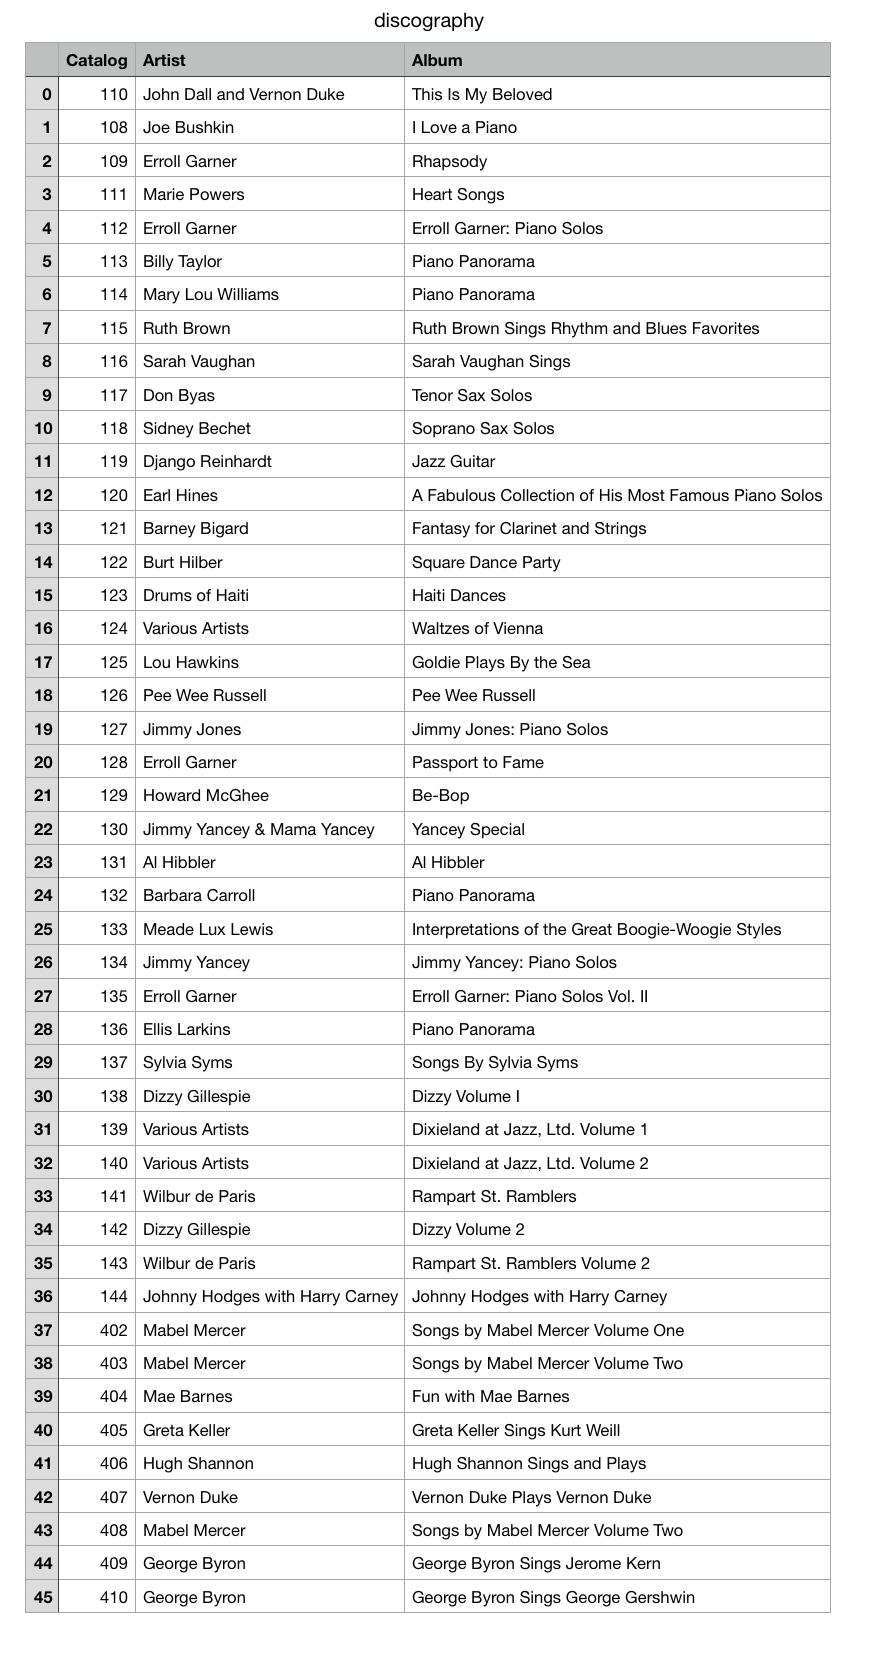 discography
Catalog Artist Album
0 110 John Dall and Vernon Duke This Is My Beloved
1 108 Joe Bushkin I Love a Piano
2 109 Erroll Garner Rhapsody
3 111 Marie Powers Heart Songs
4 112 Erroll Garner Erroll Garner: Piano Solos
5 113 Billy Taylor Piano Panorama
6 114 Mary Lou Williams Piano Panorama
7 115 Ruth Brown Ruth Brown Sings Rhythm and Blues Favorites
8 116 Sarah Vaughan Sarah Vaughan Sings
9 117 Don Byas Tenor Sax Solos
10 118 Sidney Bechet Soprano Sax Solos
11 119 Django Reinhardt Jazz Guitar
12 120 Earl Hines A Fabulous Collection of His Most Famous Piano Solos
13 121 Barney Bigard Fantasy for Clarinet and Strings
14 122 Burt Hilber Square Dance Party
15 123 Drums of Haiti Haiti Dances
16 124 Various Artists Waltzes of Vienna
17 125 Lou Hawkins Goldie Plays By the Sea
18 126 Pee Wee Russell Pee Wee Russell
19 127 Jimmy Jones Jimmy Jones: Piano Solos
20 128 Erroll Garner Passport to Fame
21 129 Howard McGhee Be-Bop
22 130 Jimmy Yancey & Mama Yancey Yancey Special
23 131 Al Hibbler Al Hibbler
24 132 Barbara Carroll Piano Panorama
25 133 Meade Lux Lewis Interpretations of the Great Boogie-Woogie Styles
26 134 Jimmy Yancey Jimmy Yancey: Piano Solos
27 135 Erroll Garner Erroll Garner: Piano Solos Vol. II
28 136 Ellis Larkins Piano Panorama
29 137 Sylvia Syms Songs By Sylvia Syms
30 138 Dizzy Gillespie Dizzy Volume I
31 139 Various Artists Dixieland at Jazz, Ltd. Volume 1
32 140 Various Artists Dixieland at Jazz, Ltd. Volume 2
33 141 Wilbur de Paris Rampart St. Ramblers
34 142 Dizzy Gillespie Dizzy Volume 2
35 143 Wilbur de Paris Rampart St. Ramblers Volume 2
36 144 Johnny Hodges with Harry Carney Johnny Hodges with Harry Carney
37 402 Mabel Mercer Songs by Mabel Mercer Volume One
38 403 Mabel Mercer Songs by Mabel Mercer Volume Two
39 404 Mae Barnes Fun with Mae Barnes
40 405 Greta Keller Greta Keller Sings Kurt Weill
41 406 Hugh Shannon Hugh Shannon Sings and Plays
42 407 Vernon Duke Vernon Duke Plays Vernon Duke
43 408 Mabel Mercer Songs by Mabel Mercer Volume Two
44 409 George Byron George Byron Sings Jerome Kern
45 410 George Byron George Byron Sings George Gershwin